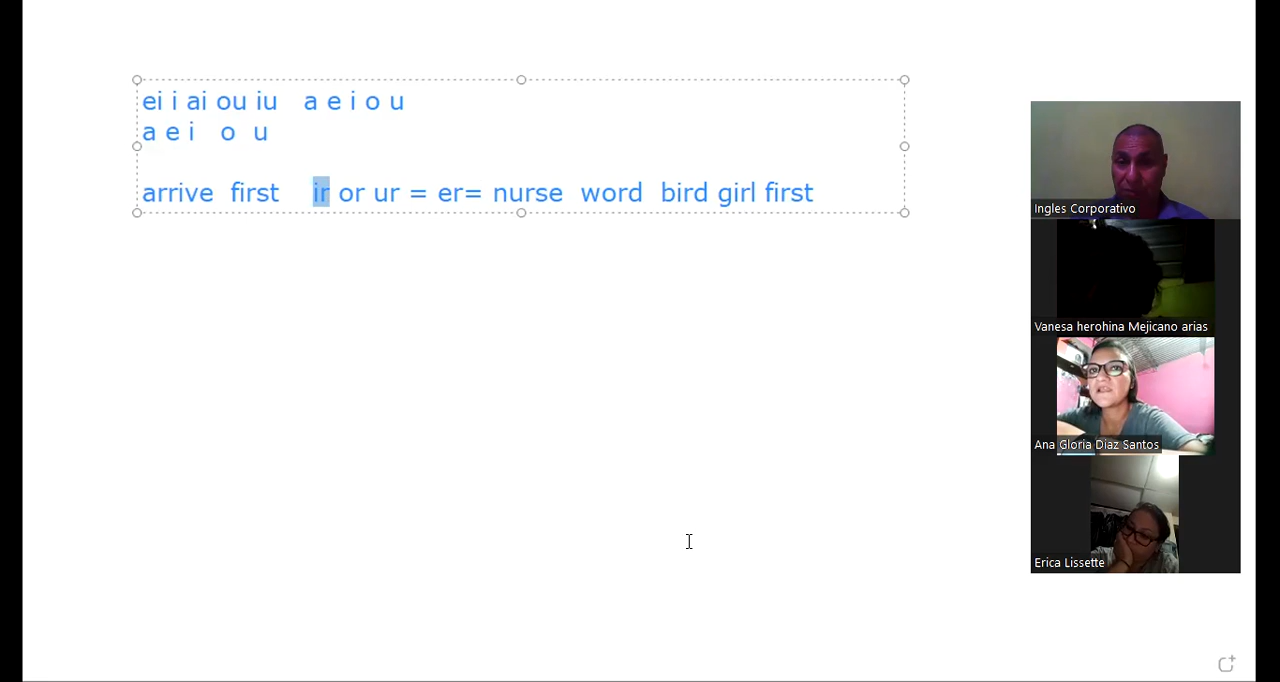 ei i ai ou iu   a e i o u
a e i   o  u
arrive  first    ir or ur = er= nurse  word  bird girl first
Ingles Corporativo
Vanesa herohina Mejicano arias
Ana Gloria Diaz Santos
Erica Lissette